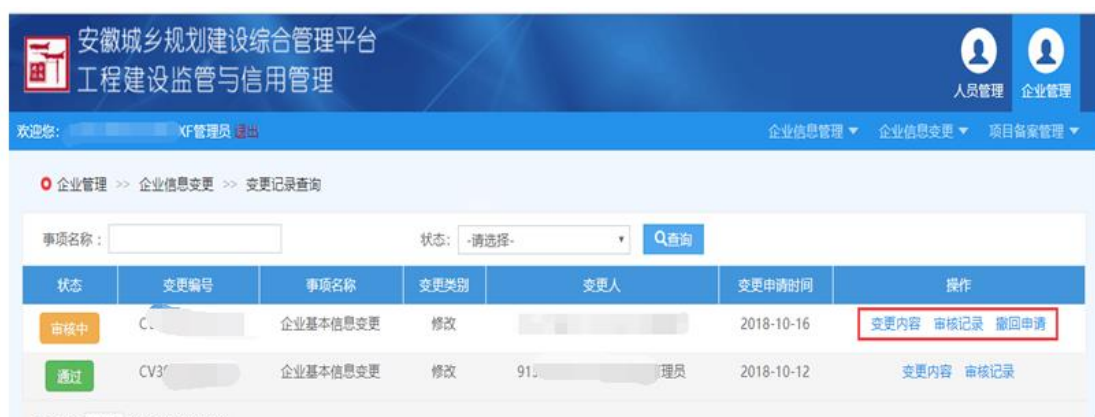 安徽城乡规划建设综合管理平台
工程建设监管与信用管理
人员管理 企业管理
欢迎您: XF管理员 退出 企业信息管理 ▼ 企业信息变更 ▼ 项目备案管理 ▼
企业管理 >> 企业信息变更 >> 变更记录查询
事项名称: 状态: -请选择- 查询
状态 变更编号 事项名称 变更类别 变更人 变更申请时间 操作
审核中 企业基本信息变更 修改 2018-10-16 变更内容 审核记录 撤回申请
通过 CV3 企业基本信息变更 修改 91 理员 2018-10-12 变更内容 审核记录